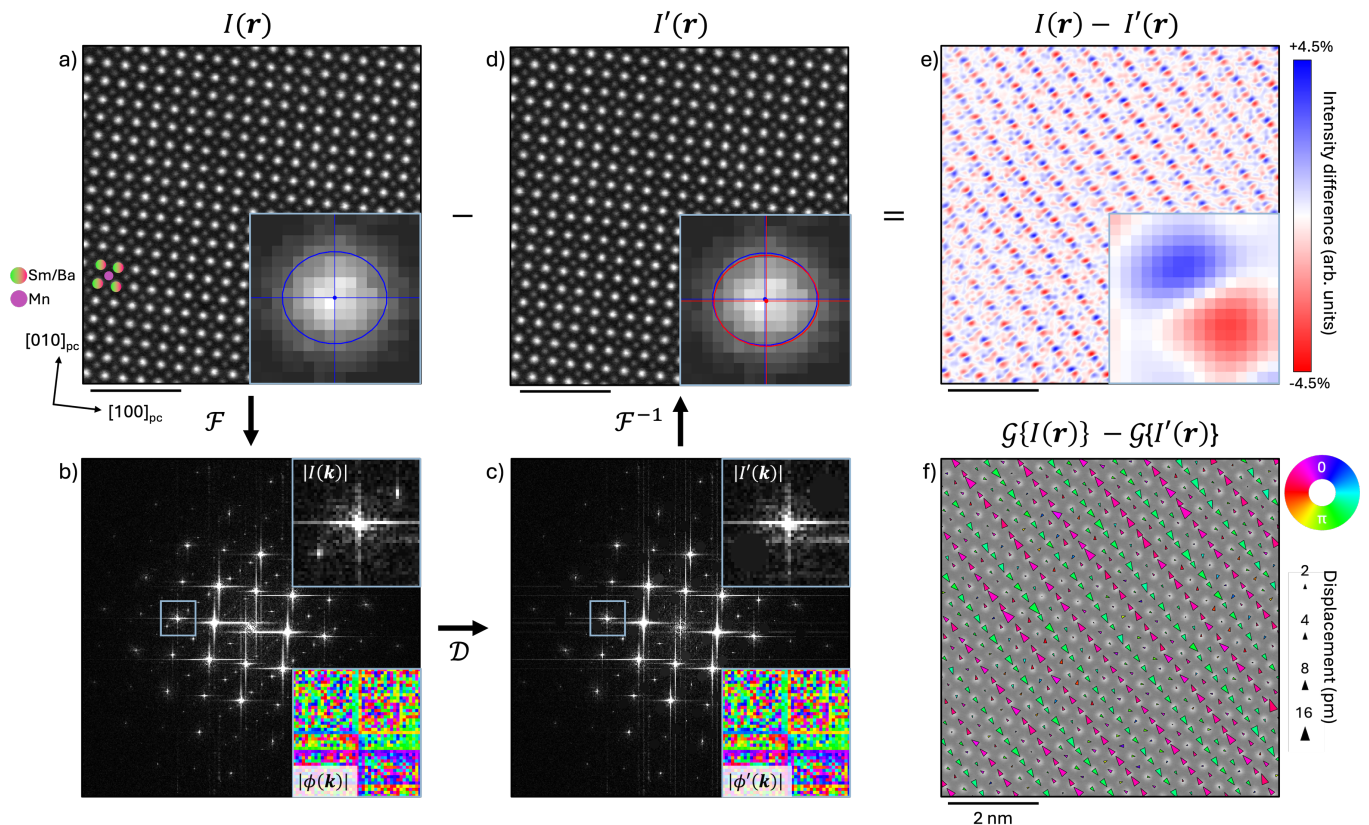 I(r)
I′(r)
I(r) − I′(r)
a)
d)
e)
+4.5%
Intensity difference (arb. units)
-4.5%
−
=
Sm/Ba
Mn
[010]pc
[100]pc
ℱ
ℱ⁻¹
𝒢{I(r)} − 𝒢{I′(r)}
b)
c)
f)
|I(k)|
|I′(k)|
𝒟
|ϕ(k)|
|ϕ′(k)|
0
π
2
4
8
16
Displacement (pm)
2 nm